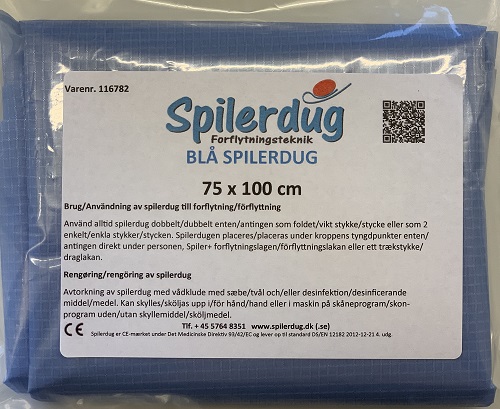 Varenr. 116782
Spilerdug
Forflytningsteknik
BLÅ SPILERDUG
75 x 100 cm
Brug/Användning av spilerdug till forflytning/förflyttning
Använd alltid spilerdug dobbelt/dubbelt enten/antingen som foldet/vikt stykke/stycke eller som 2
enkelt/enkla stykker/stycken. Spilerdugen placeres/placeras under kroppens tyngdpunkter enten/
antingen direkt under personen, Spiler+ forflytningslagen/förflyttningslakan eller ett trækstykke/
draglakan.
Rengøring/rengöring av spilerdug
Avtorkning av spilerdug med vådklude med sæbe/tvål och/eller desinfektion/desinficerande
middel/medel. Kan skylles/sköljas upp i/for hånd/hand eller i maskin på skåneprogram/skon-
program uden/utan skyllemiddel/sköljmedel.
Tlf. + 45 5764 8351 www.spilerdug.dk (.se)
CE Spilerdug er CE-mærket under Det Medicinske Direktiv 93/42/EC og lever op til standard DS/EN 12182 2012-12-21 4. udg.